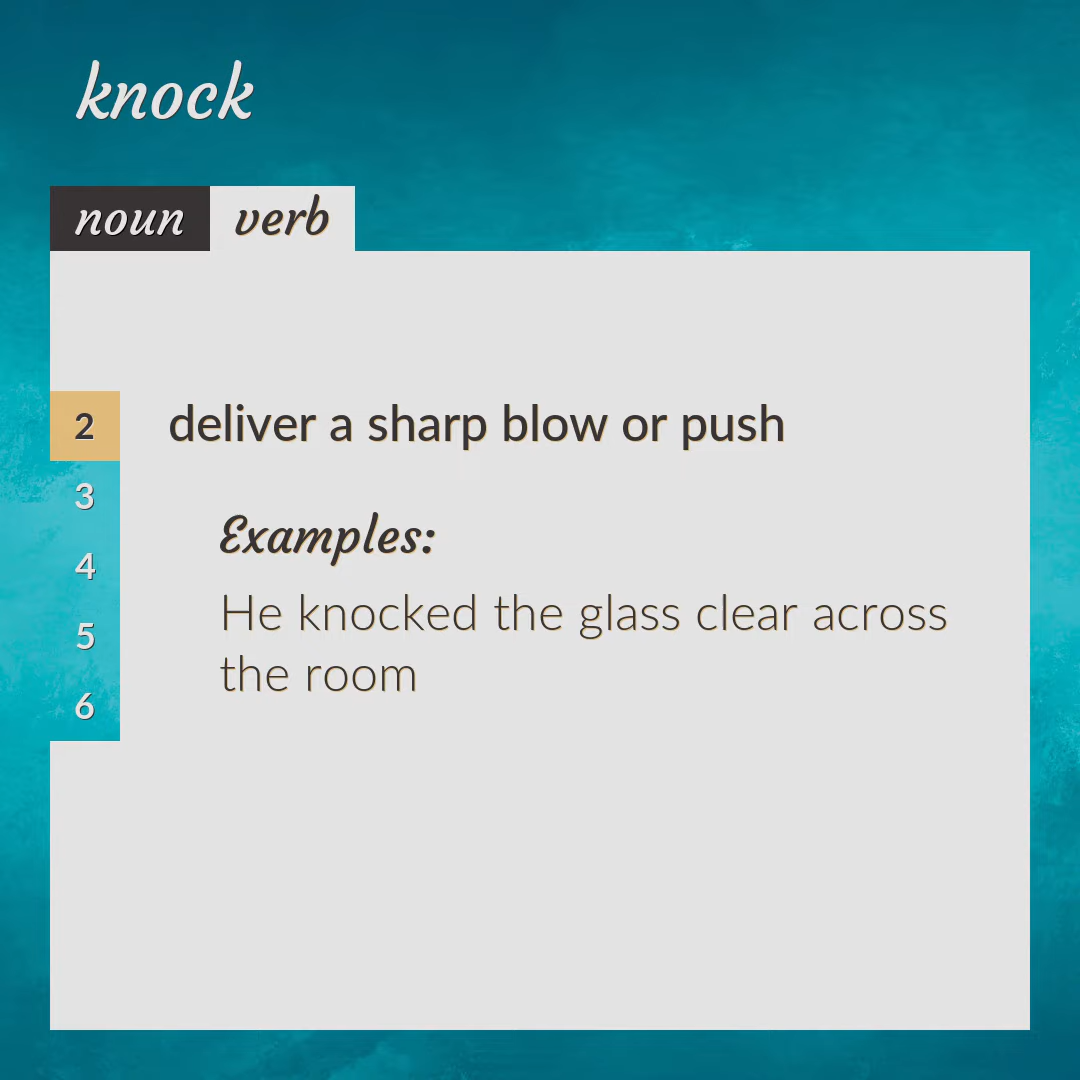 knock
noun verb
2 deliver a sharp blow or push
3
Examples:
4
He knocked the glass clear across
5
the room
6